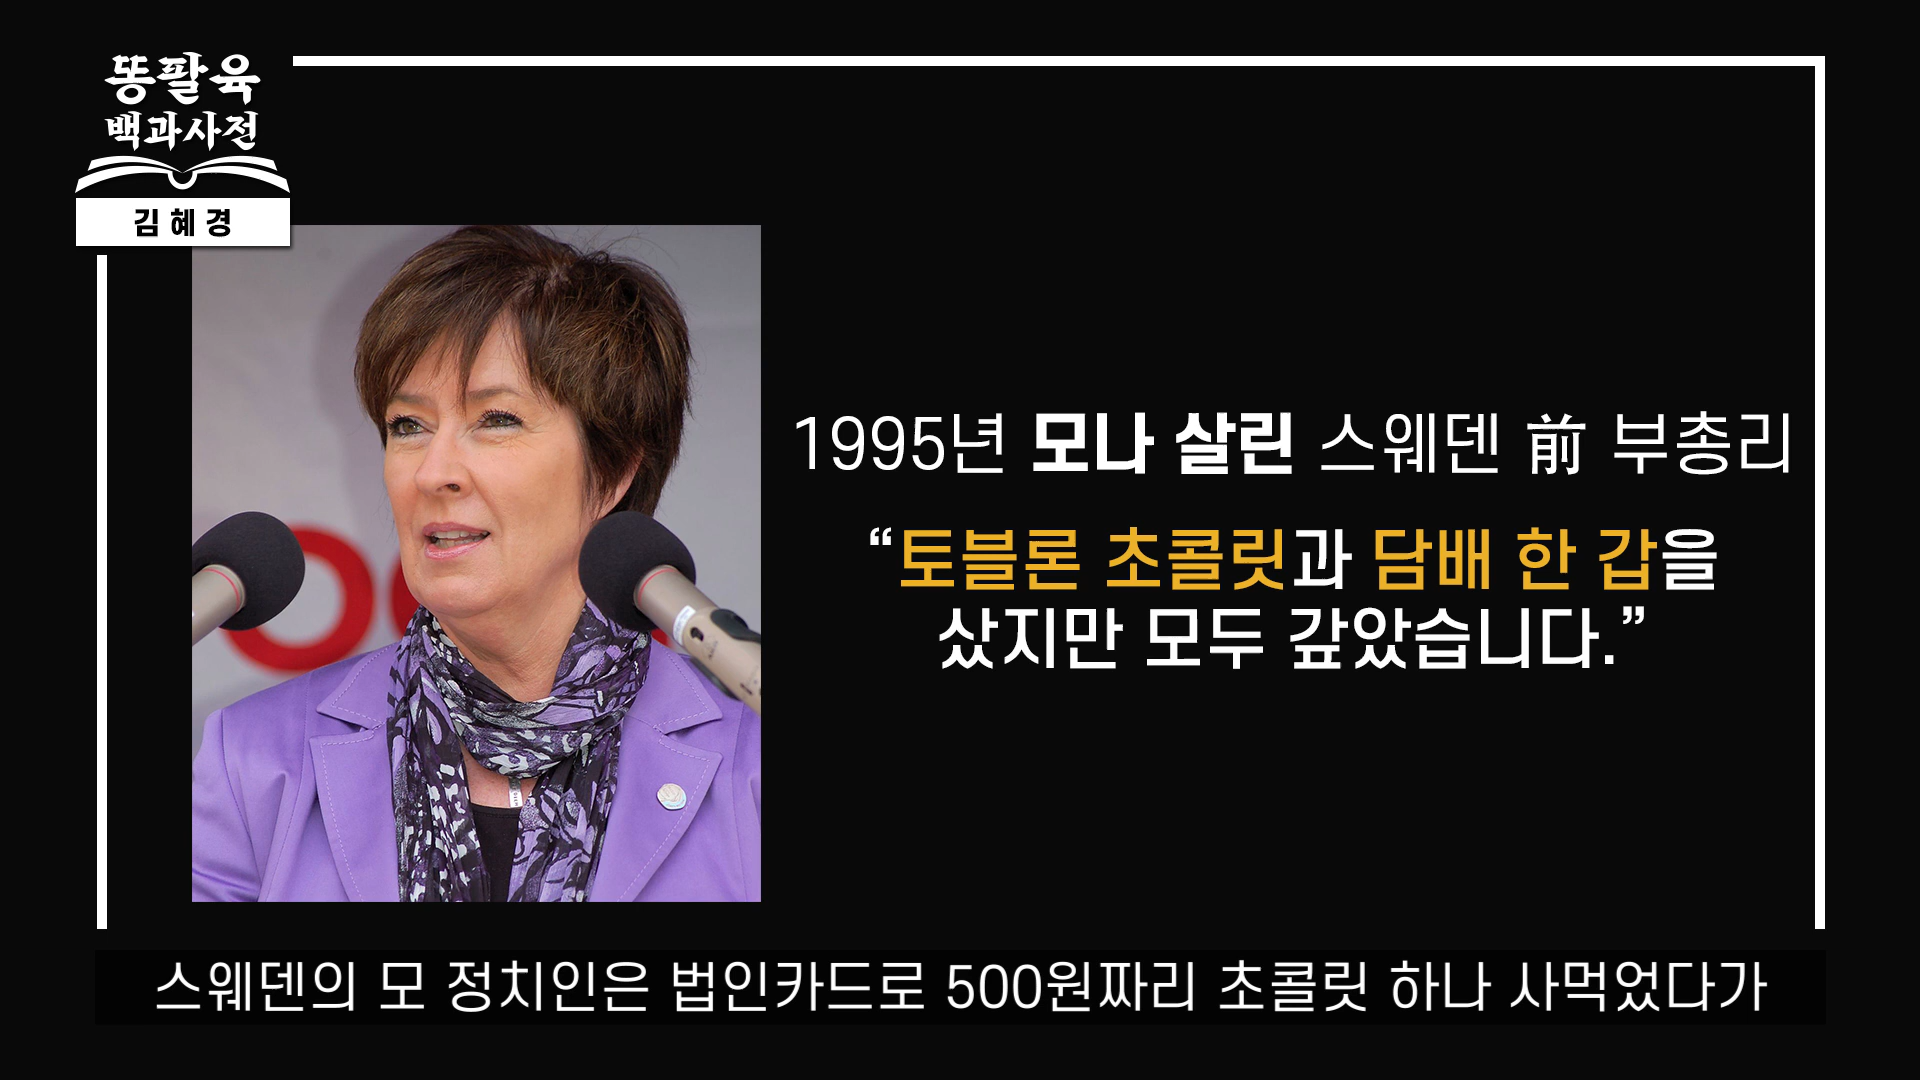 똥팔육
백과사전
김혜경
1995년 모나 살린 스웨덴 前 부총리
“토블론 초콜릿과 담배 한 갑을
샀지만 모두 갚았습니다.”
스웨덴의 모 정치인은 법인카드로 500원짜리 초콜릿 하나 사먹었다가